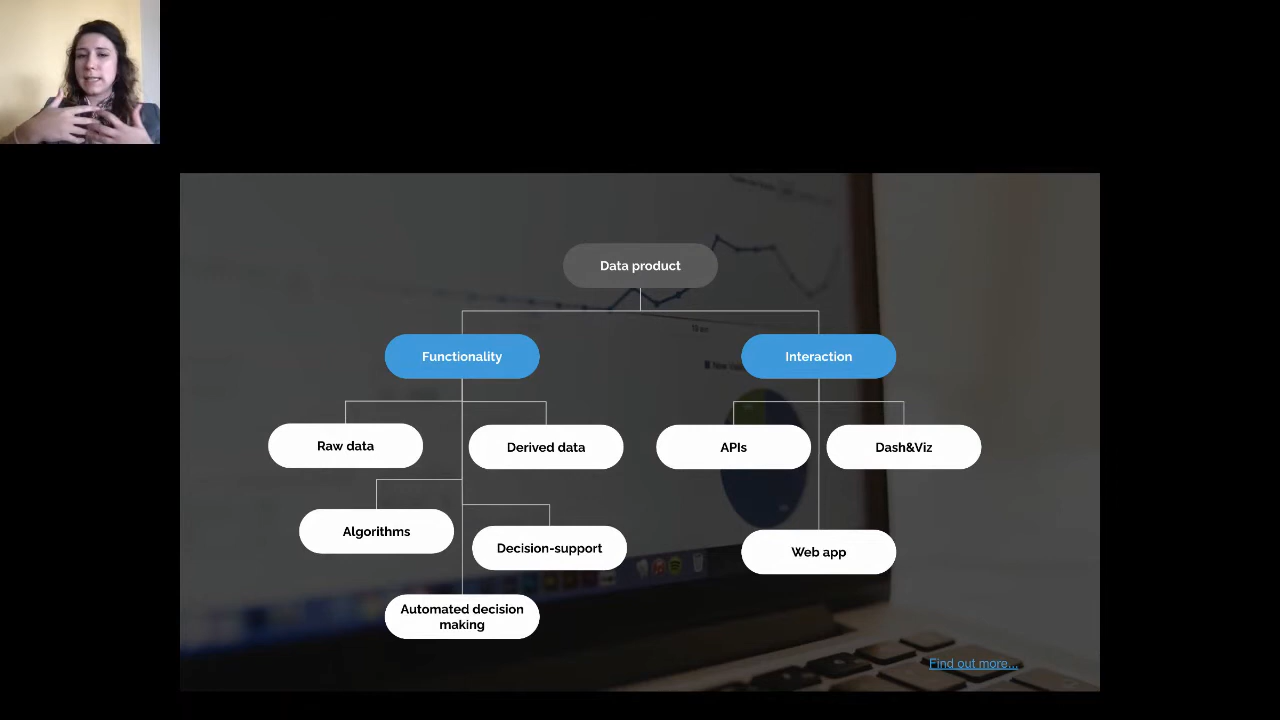 Data product
Functionality
Interaction
Raw data
Derived data
APIs
Dash&Viz
Algorithms
Decision-support
Web app
Automated decision
making
Find out more...